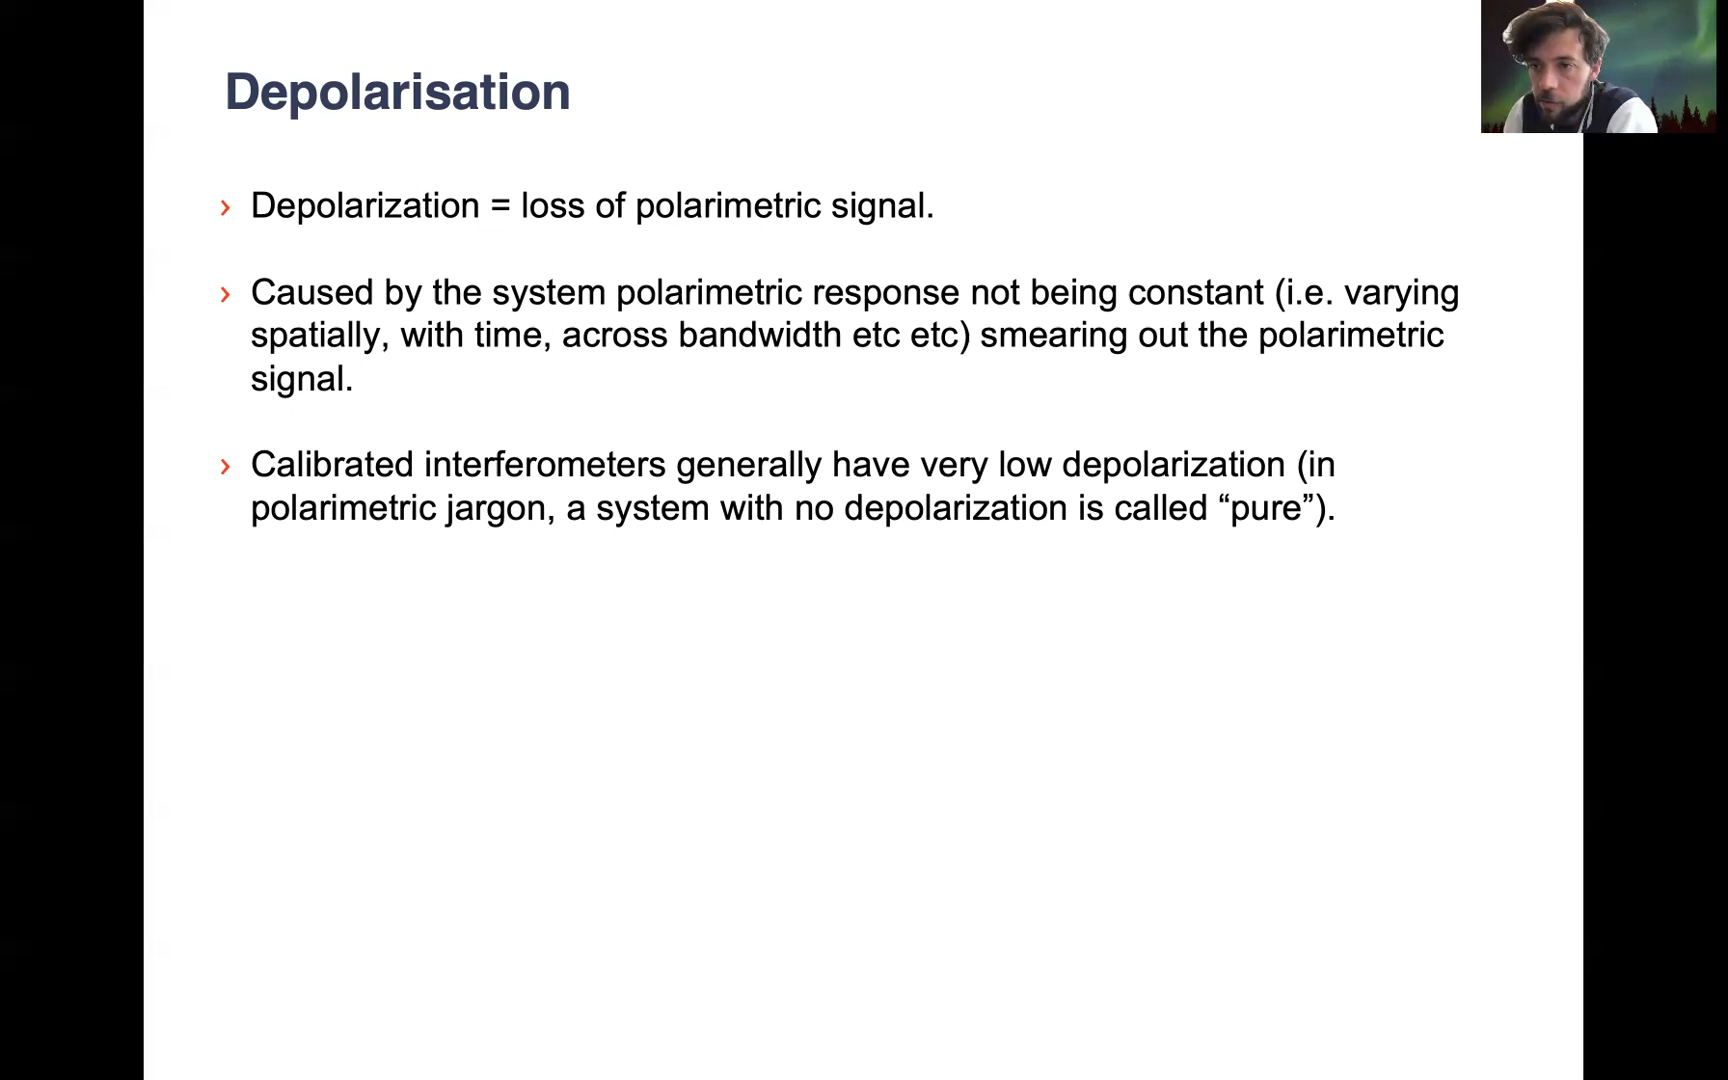 Depolarisation
› Depolarization = loss of polarimetric signal.
› Caused by the system polarimetric response not being constant (i.e. varying
spatially, with time, across bandwidth etc etc) smearing out the polarimetric
signal.
› Calibrated interferometers generally have very low depolarization (in
polarimetric jargon, a system with no depolarization is called “pure”).